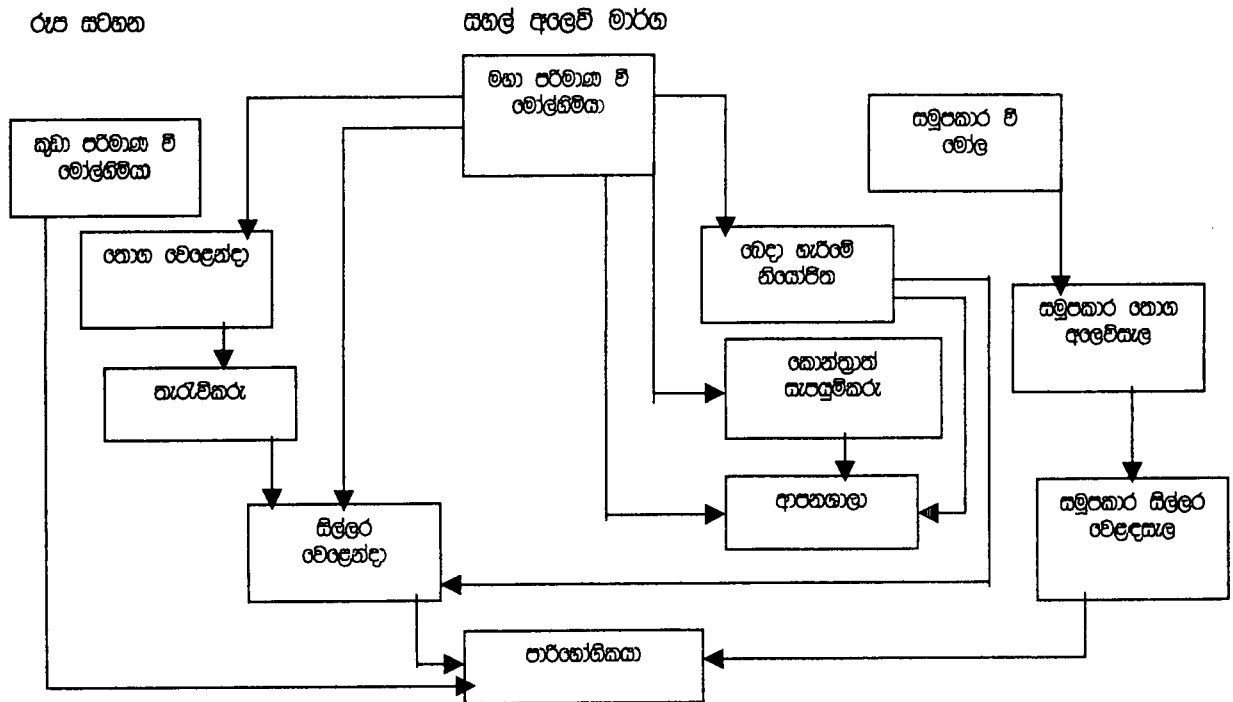 රූප සටහන
සහල් අලෙවි මාර්ග
මහා පරිමාණ වී
මෝල්හිමියා
සමූපකාර වී
මෝල
කුඩා පරිමාණ වී
මෝල්හිමියා
තොග වෙළෙන්දා
බෙදා හැරීමේ
නියෝජිත
සමූපකාර තොග
අලෙවිසැල
කොන්ත්‍රාත්
සැපයුම්කරු
තැරැව්කරු
ආපනශාලා
සමූපකාර සිල්ලර
වෙළඳසැල
සිල්ලර
වෙළෙන්දා
පාරිභෝගිකයා